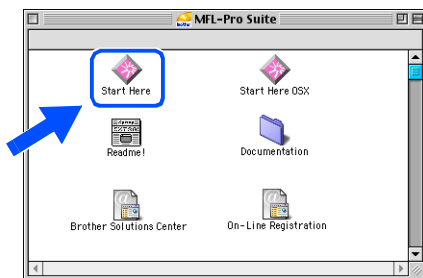 MFL-Pro Suite
Start Here
Start Here OSX
Readme!
Documentation
Brother Solutions Center
On-Line Registration